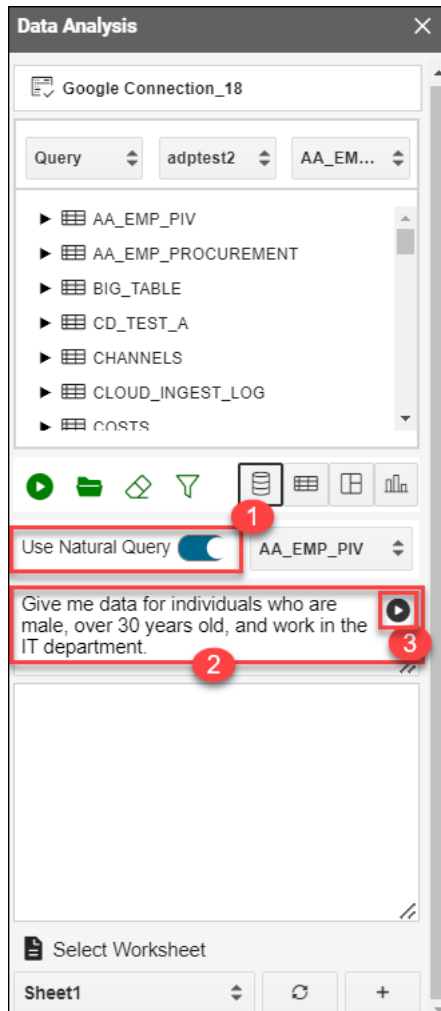 Data Analysis
Google Connection_18
Query adptest2 AA_EM...
AA_EMP_PIV
AA_EMP_PROCUREMENT
BIG_TABLE
CD_TEST_A
CHANNELS
CLOUD_INGEST_LOG
COSTS
1
Use Natural Query AA_EMP_PIV
Give me data for individuals who are
male, over 30 years old, and work in the
IT department.
3
2
Select Worksheet
Sheet1